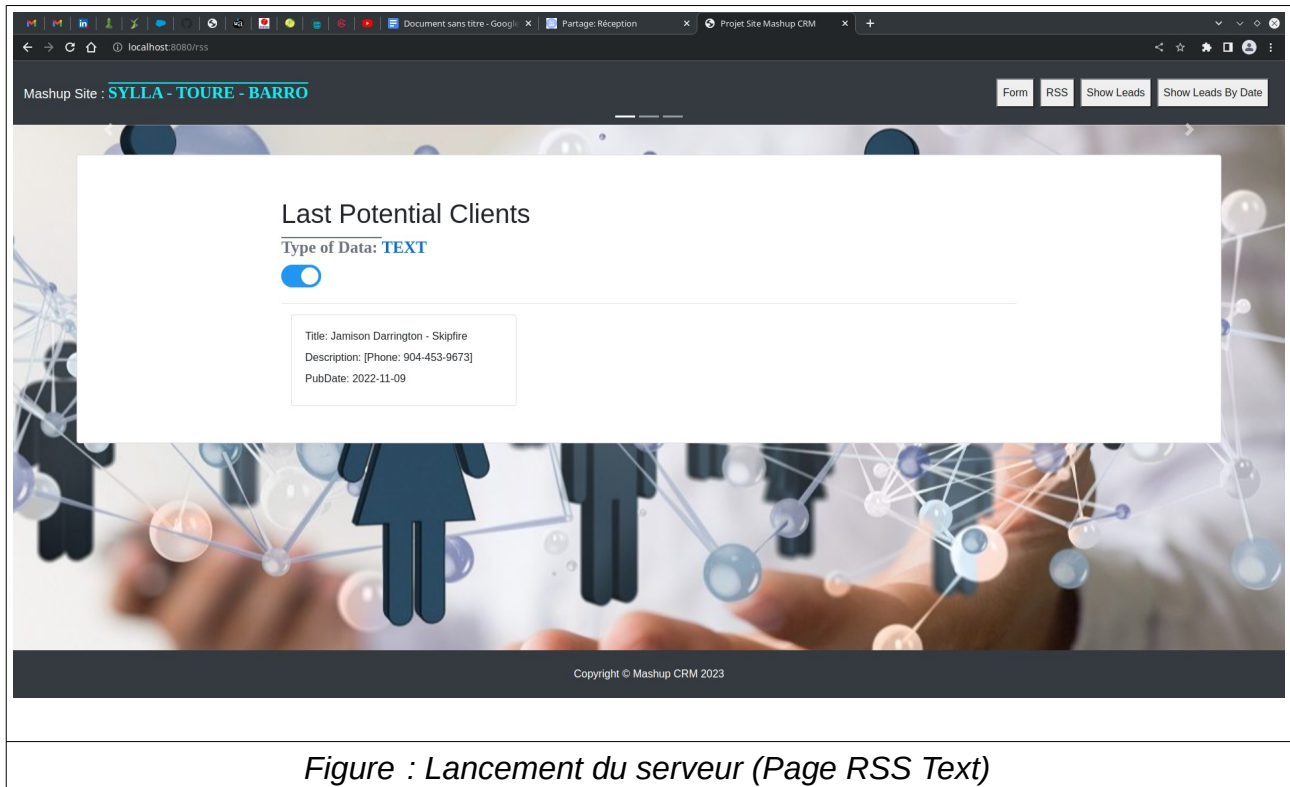 Document sans titre - Google
Partage: Réception
Projet Site Mashup CRM
localhost:8080/rss
Mashup Site : SYLLA - TOURE - BARRO
Form
RSS
Show Leads
Show Leads By Date
Last Potential Clients
Type of Data: TEXT
Title: Jamison Darrington - Skipfire
Description: [Phone: 904-453-9673]
PubDate: 2022-11-09
Copyright © Mashup CRM 2023
Figure : Lancement du serveur (Page RSS Text)